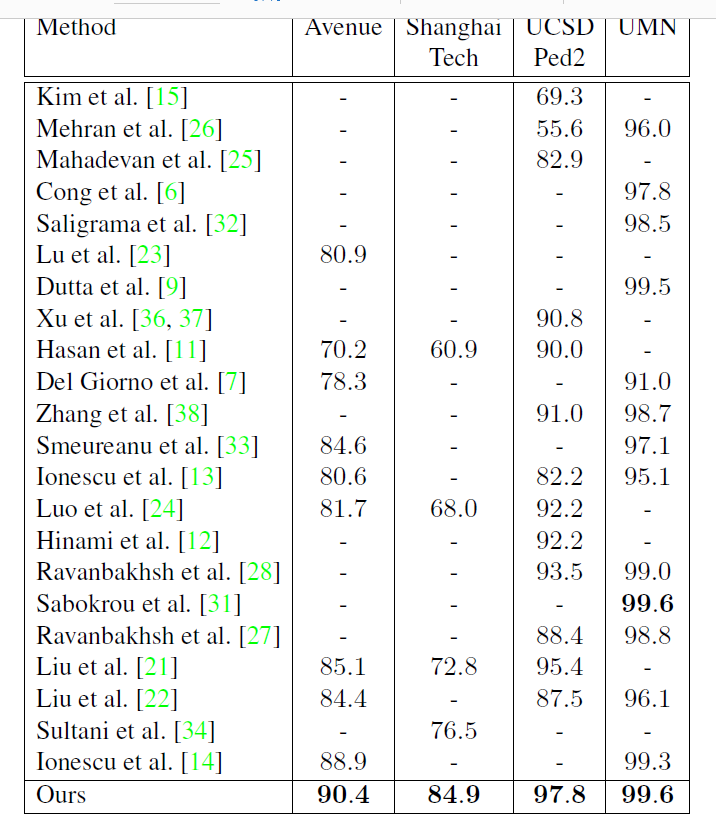 Method Avenue Shanghai Tech UCSD Ped2 UMN
Kim et al. [15] - - 69.3 -
Mehran et al. [26] - - 55.6 96.0
Mahadevan et al. [25] - - 82.9 -
Cong et al. [6] - - - 97.8
Saligrama et al. [32] - - - 98.5
Lu et al. [23] 80.9 - - -
Dutta et al. [9] - - - 99.5
Xu et al. [36, 37] - - 90.8 -
Hasan et al. [11] 70.2 60.9 90.0 -
Del Giorno et al. [7] 78.3 - - 91.0
Zhang et al. [38] - - 91.0 98.7
Smeureanu et al. [33] 84.6 - - 97.1
Ionescu et al. [13] 80.6 - 82.2 95.1
Luo et al. [24] 81.7 68.0 92.2 -
Hinami et al. [12] - - 92.2 -
Ravanbakhsh et al. [28] - - 93.5 99.0
Sabokrou et al. [31] - - - 99.6
Ravanbakhsh et al. [27] - - 88.4 98.8
Liu et al. [21] 85.1 72.8 95.4 -
Liu et al. [22] 84.4 - 87.5 96.1
Sultani et al. [34] - 76.5 - -
Ionescu et al. [14] 88.9 - - 99.3
Ours 90.4 84.9 97.8 99.6